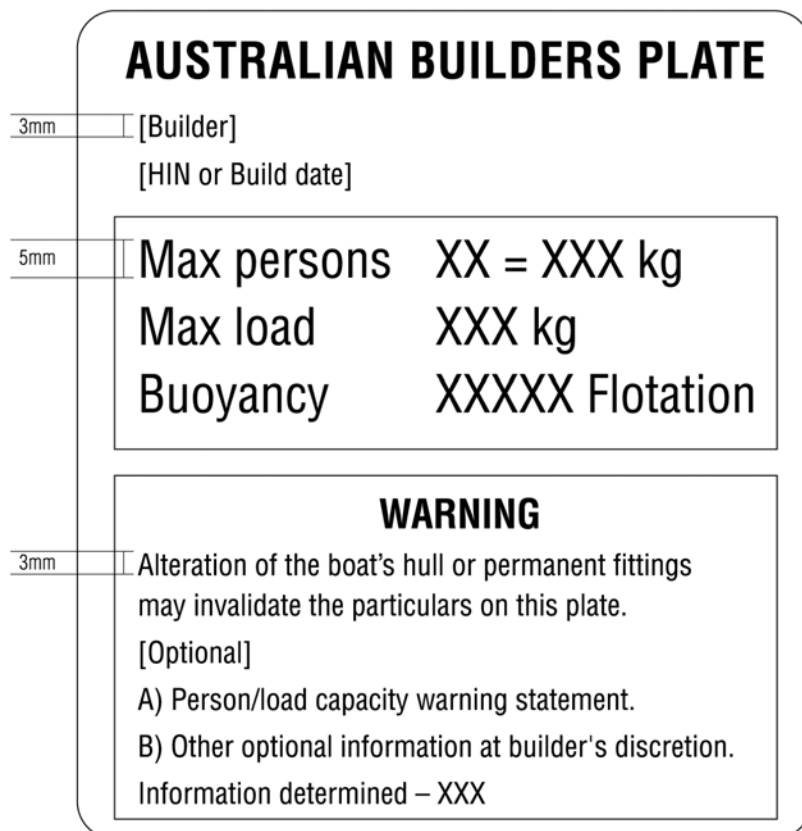 AUSTRALIAN BUILDERS PLATE
3mm [Builder]
[HIN or Build date]
5mm Max persons XX = XXX kg
Max load XXX kg
Buoyancy XXXXX Flotation
WARNING
3mm Alteration of the boat's hull or permanent fittings
may invalidate the particulars on this plate.
[Optional]
A) Person/load capacity warning statement.
B) Other optional information at builder's discretion.
Information determined – XXX